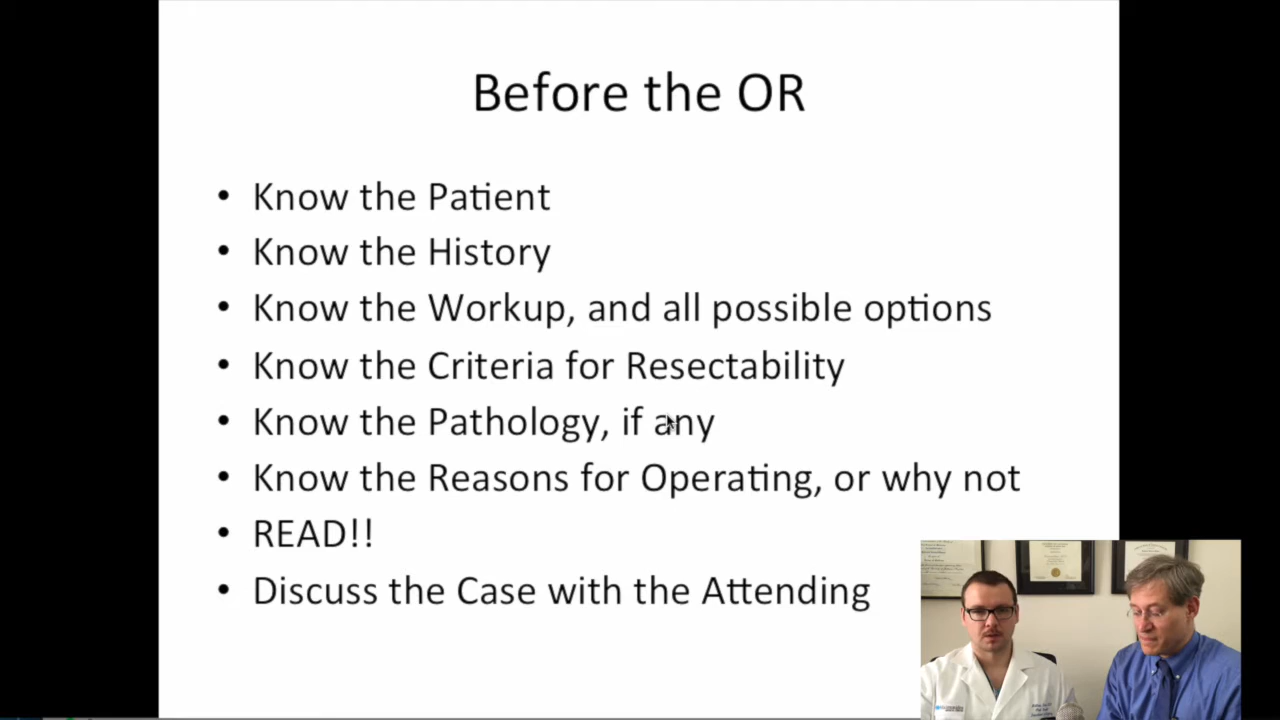 Before the OR
• Know the Patient
• Know the History
• Know the Workup, and all possible options
• Know the Criteria for Resectability
• Know the Pathology, if any
• Know the Reasons for Operating, or why not
• READ!!
• Discuss the Case with the Attending